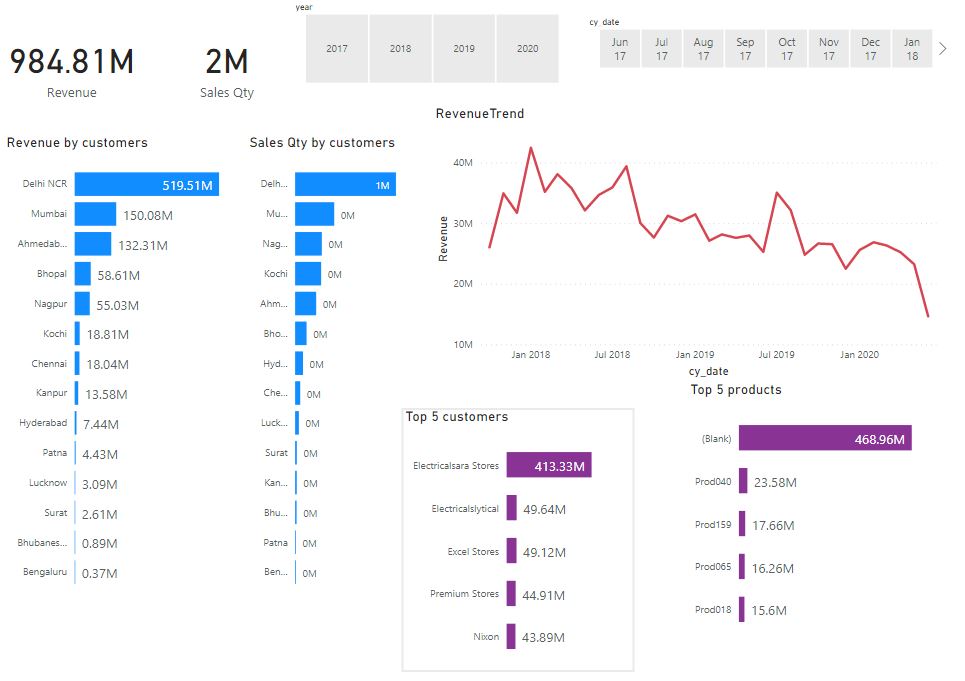 year
2017
2018
2019
2020
cy_date
Jun 17
Jul 17
Aug 17
Sep 17
Oct 17
Nov 17
Dec 17
Jan 18
984.81M
Revenue
2M
Sales Qty
Revenue by customers
Delhi NCR 519.51M
Mumbai 150.08M
Ahmedab... 132.31M
Bhopal 58.61M
Nagpur 55.03M
Kochi 18.81M
Chennai 18.04M
Kanpur 13.58M
Hyderabad 7.44M
Patna 4.43M
Lucknow 3.09M
Surat 2.61M
Bhubanes... 0.89M
Bengaluru 0.37M
Sales Qty by customers
Delh... 1M
Mu... 0M
Nag... 0M
Kochi 0M
Ahm... 0M
Bho... 0M
Hyd... 0M
Che... 0M
Luck... 0M
Surat 0M
Kan... 0M
Bhu... 0M
Patna 0M
Ben... 0M
RevenueTrend
Revenue
40M
30M
20M
10M
Jan 2018
Jul 2018
Jan 2019
Jul 2019
Jan 2020
cy_date
Top 5 customers
Electricalsara Stores 413.33M
Electricalslytical 49.64M
Excel Stores 49.12M
Premium Stores 44.91M
Nixon 43.89M
Top 5 products
(Blank) 468.96M
Prod040 23.58M
Prod159 17.66M
Prod065 16.26M
Prod018 15.6M